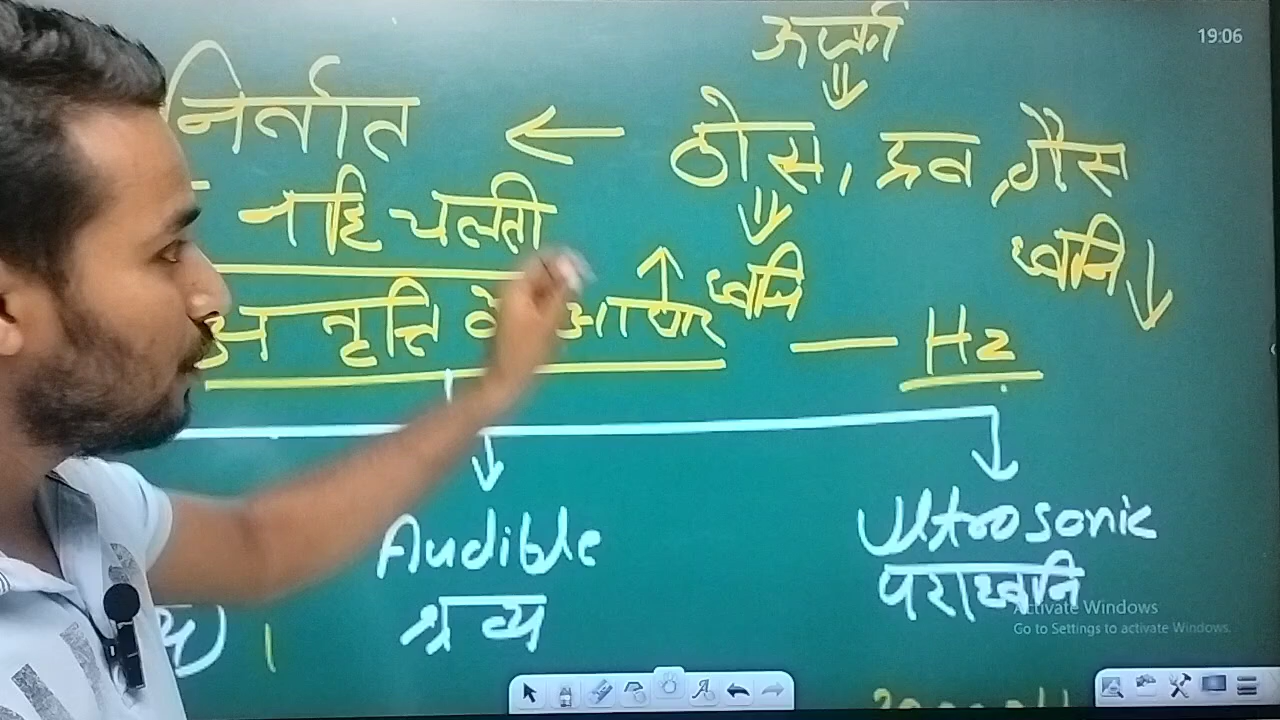 19:06
ऊर्जा
निर्वात ← ठोस, द्रव, गैस
नहि चलती
ध्वनि ध्वनि
वृत्ति के आधार — Hz
Audible Ultrosonic
श्रव्य पराध्वनि
Activate Windows
Go to Settings to activate Windows.